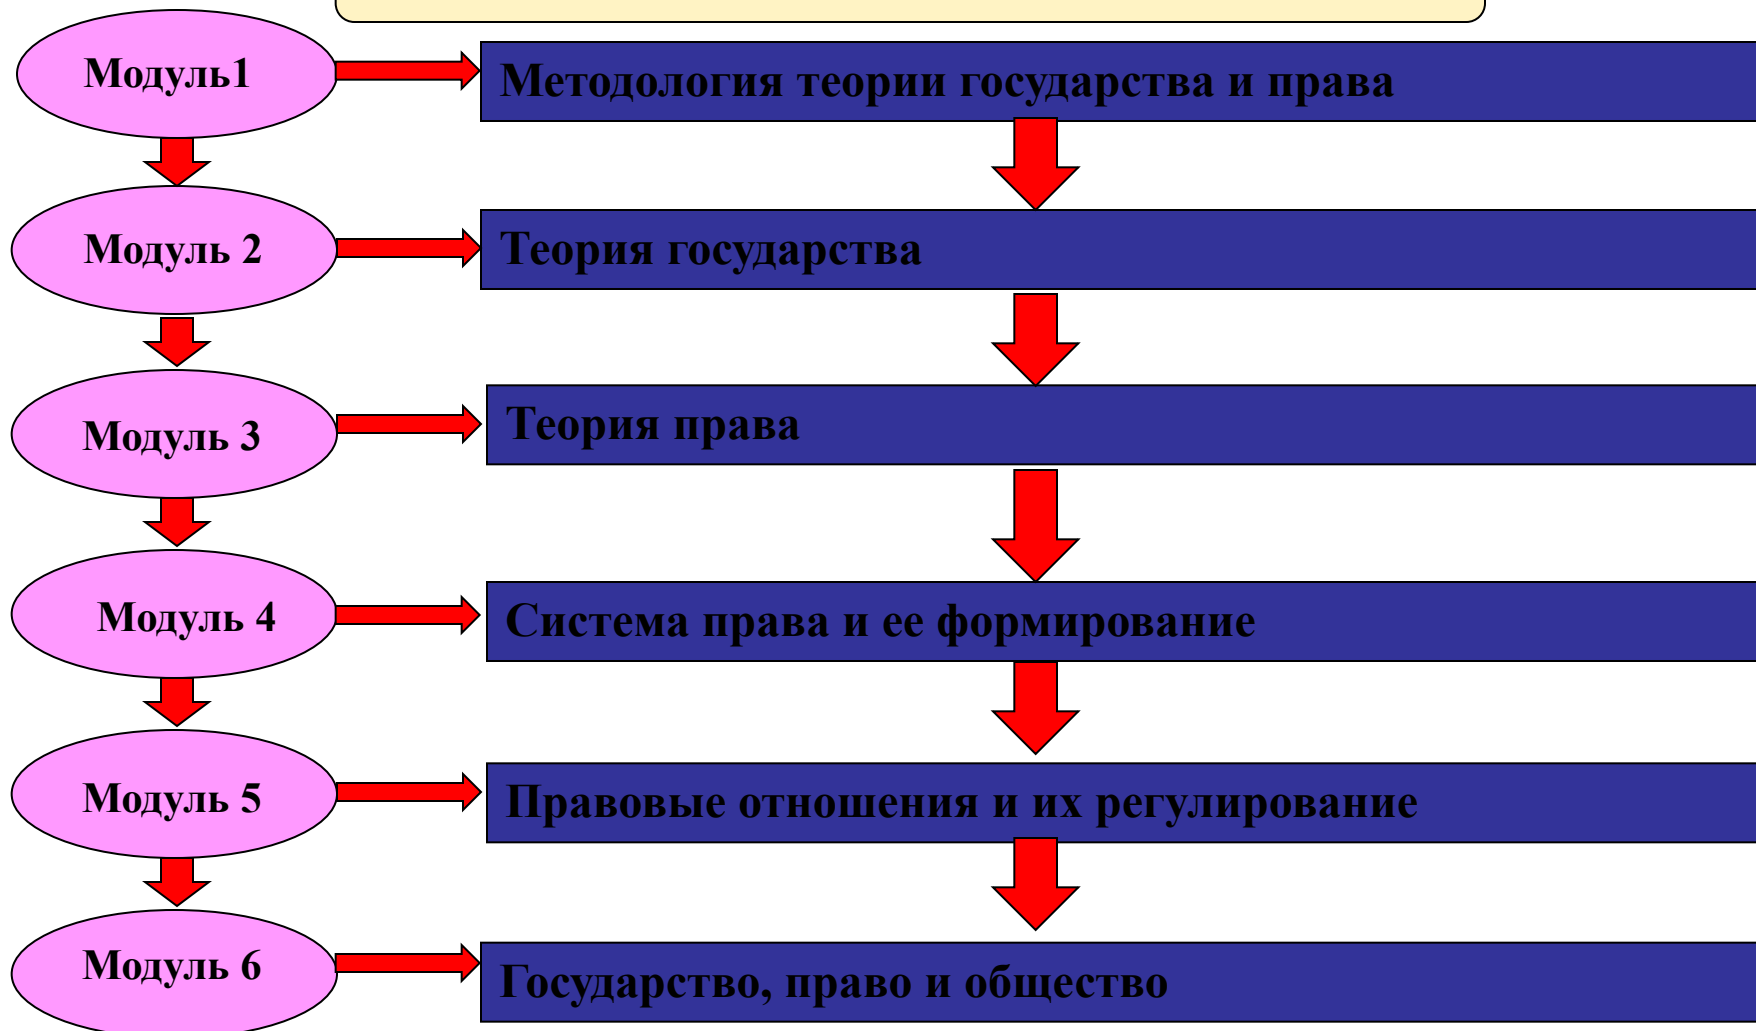 Модуль1
Методология теории государства и права
Модуль 2
Теория государства
Модуль 3
Теория права
Модуль 4
Система права и ее формирование
Модуль 5
Правовые отношения и их регулирование
Модуль 6
Государство, право и общество